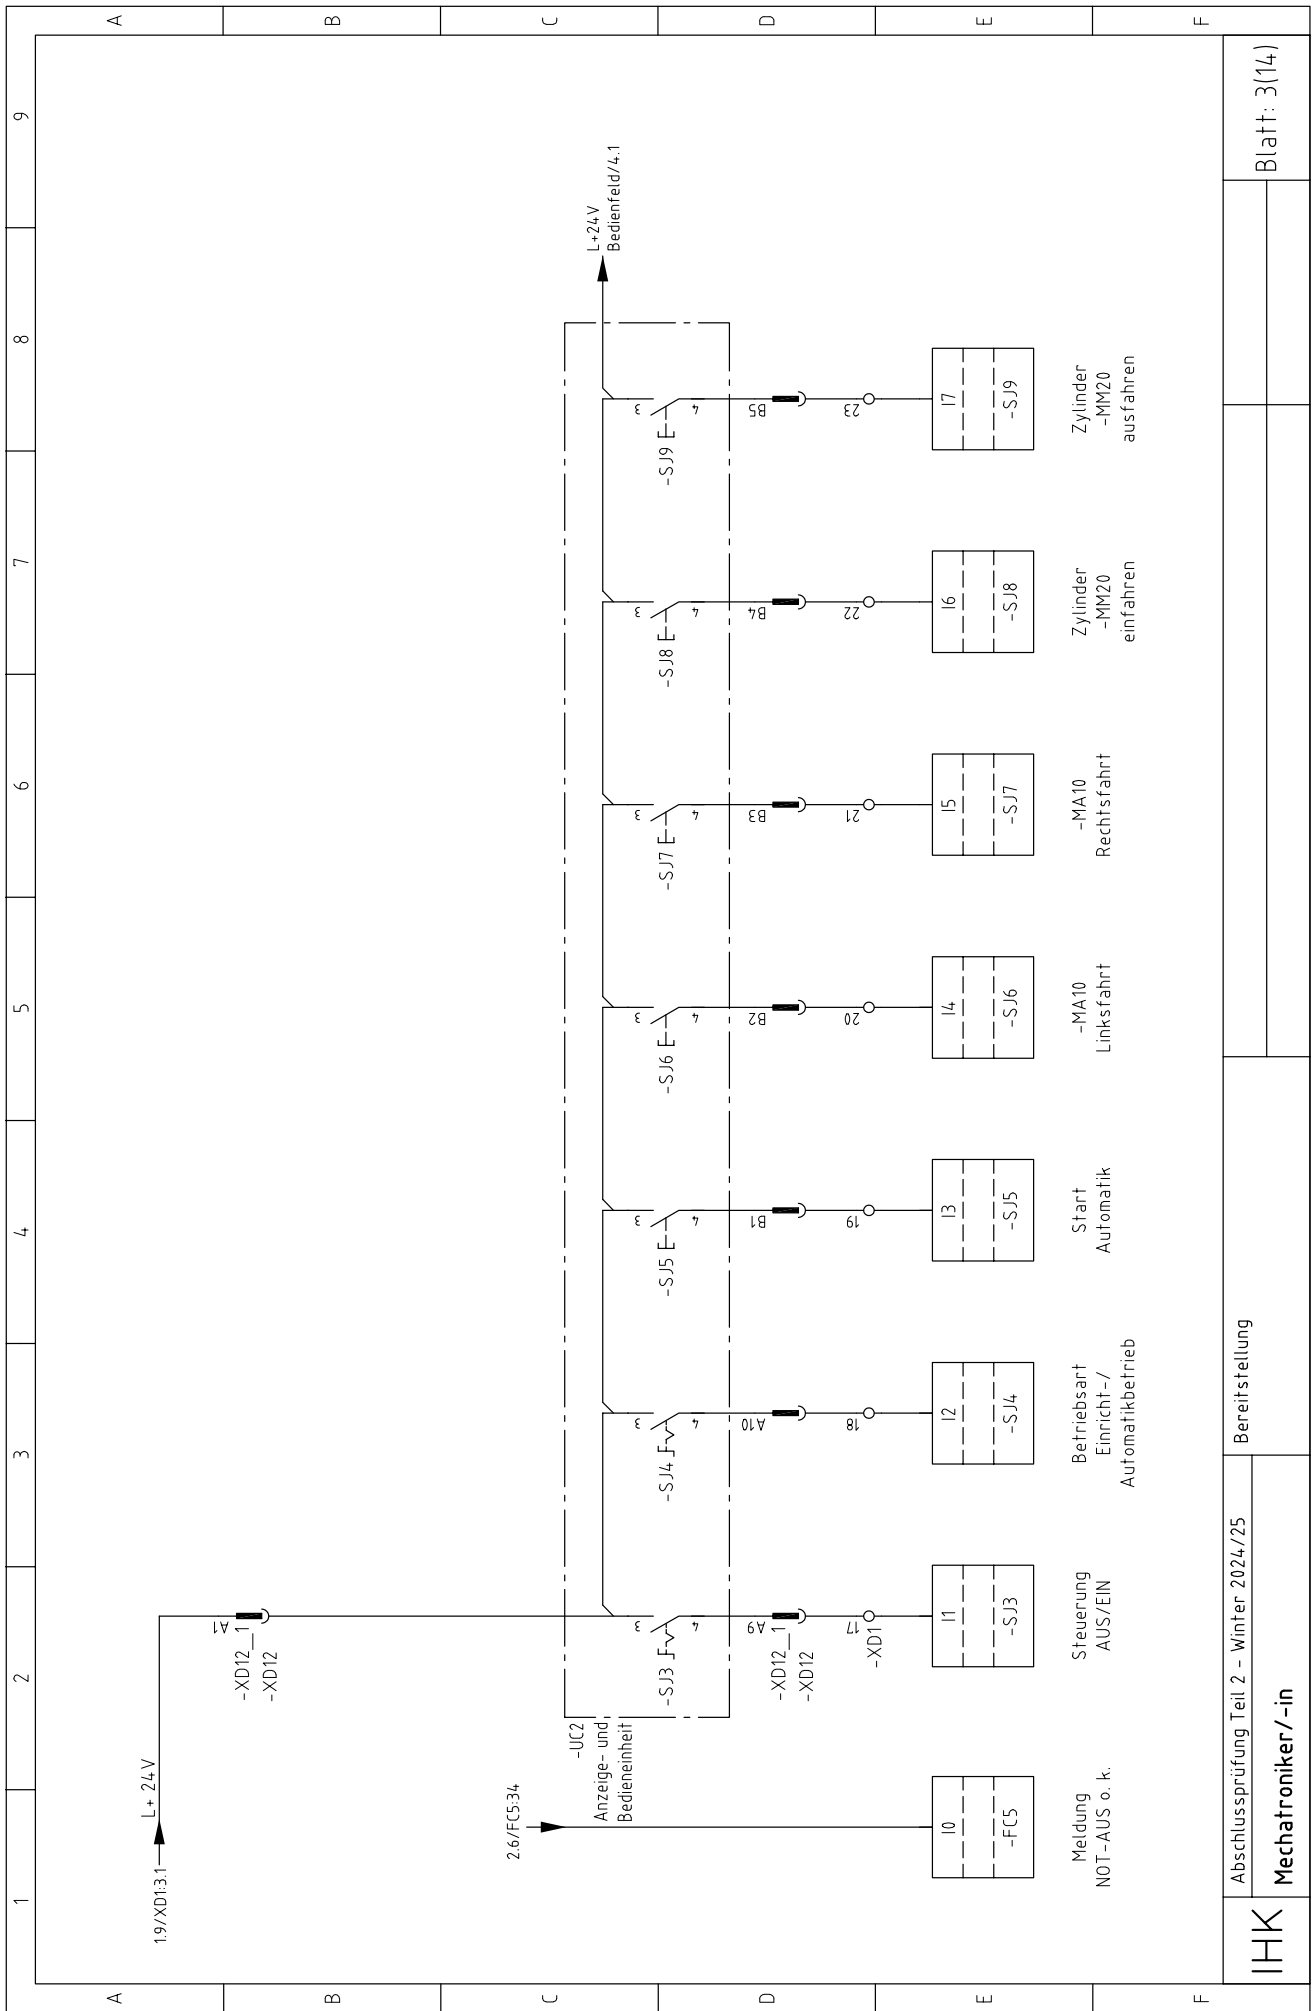 1 2 3 4 5 6 7 8 9
A A
B B
C C
D D
E E
F F
1.9/XD1:3.1
L+ 24V
A1
-XD12_1
-XD12
2.6/FC5:34
-UC2
Anzeige- und
Bedieneinheit
L+24V
Bedienfeld/4.1
3 3 3 3 3 3 3
-SJ3 -SJ4 -SJ5 -SJ6 -SJ7 -SJ8 -SJ9
4 4 4 4 4 4 4
A9 A10 B1 B2 B3 B4 B5
-XD12_1
-XD12
17 18 19 20 21 22 23
-XD1
I0 I1 I2 I3 I4 I5 I6 I7
-FC5 -SJ3 -SJ4 -SJ5 -SJ6 -SJ7 -SJ8 -SJ9
Meldung
NOT-AUS o. k.
Steuerung
AUS/EIN
Betriebsart
Einricht-/
Automatikbetrieb
Start
Automatik
-MA10
Linksfahrt
-MA10
Rechtsfahrt
Zylinder
-MM20
einfahren
Zylinder
-MM20
ausfahren
IHK
Abschlussprüfung Teil 2 - Winter 2024/25
Mechatroniker/-in
Bereitstellung
Blatt: 3(14)